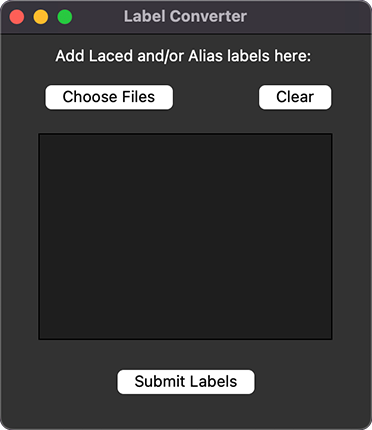 Label Converter
Add Laced and/or Alias labels here:
Choose Files Clear
Submit Labels